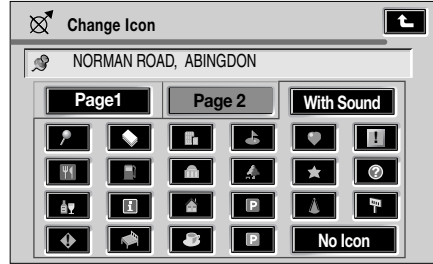 Change Icon
NORMAN ROAD, ABINGDON
Page1 Page 2 With Sound
!
?
i P
P No Icon